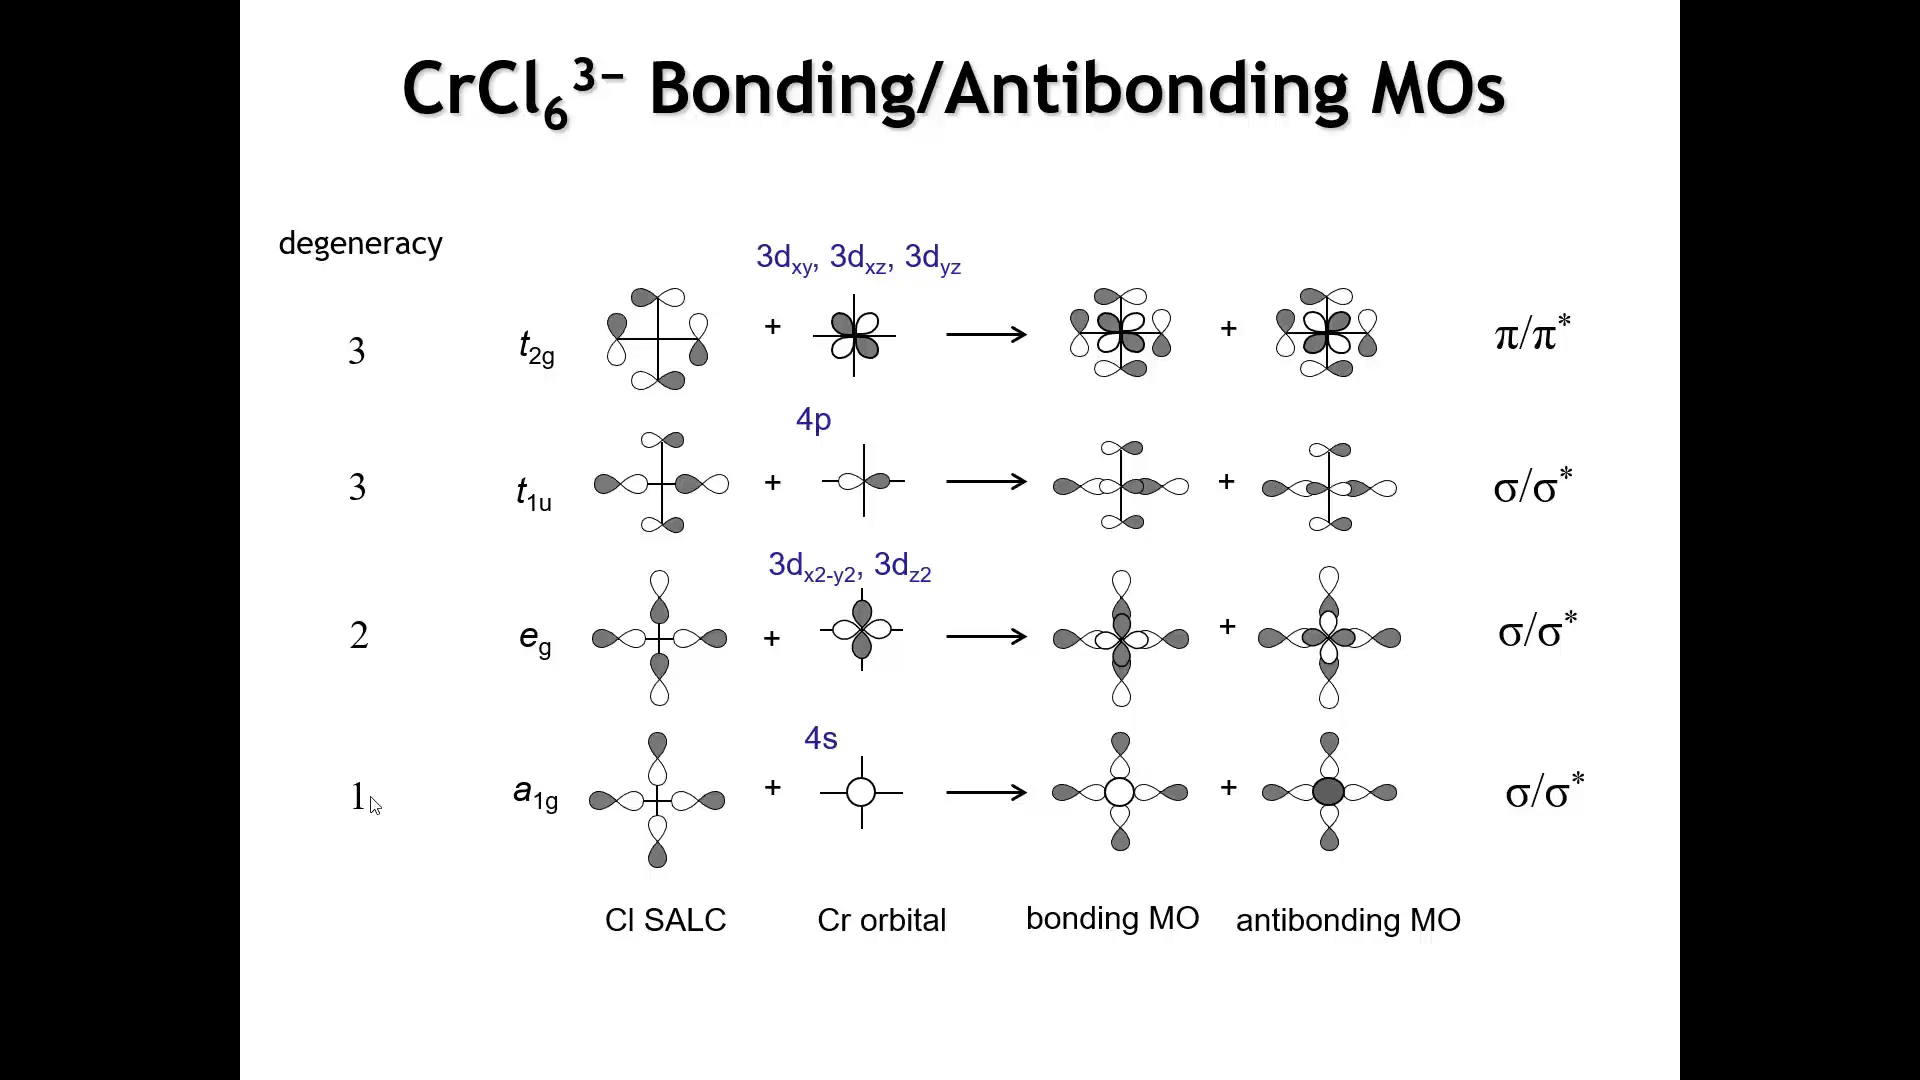 CrCl₆³⁻ Bonding/Antibonding MOs
degeneracy
3d_xy, 3d_xz, 3d_yz
3 t_2g + + π/π*
4p
3 t_1u + + σ/σ*
3d_x2-y2, 3d_z2
2 e_g + + σ/σ*
4s
1 a_1g + + σ/σ*
Cl SALC Cr orbital bonding MO antibonding MO